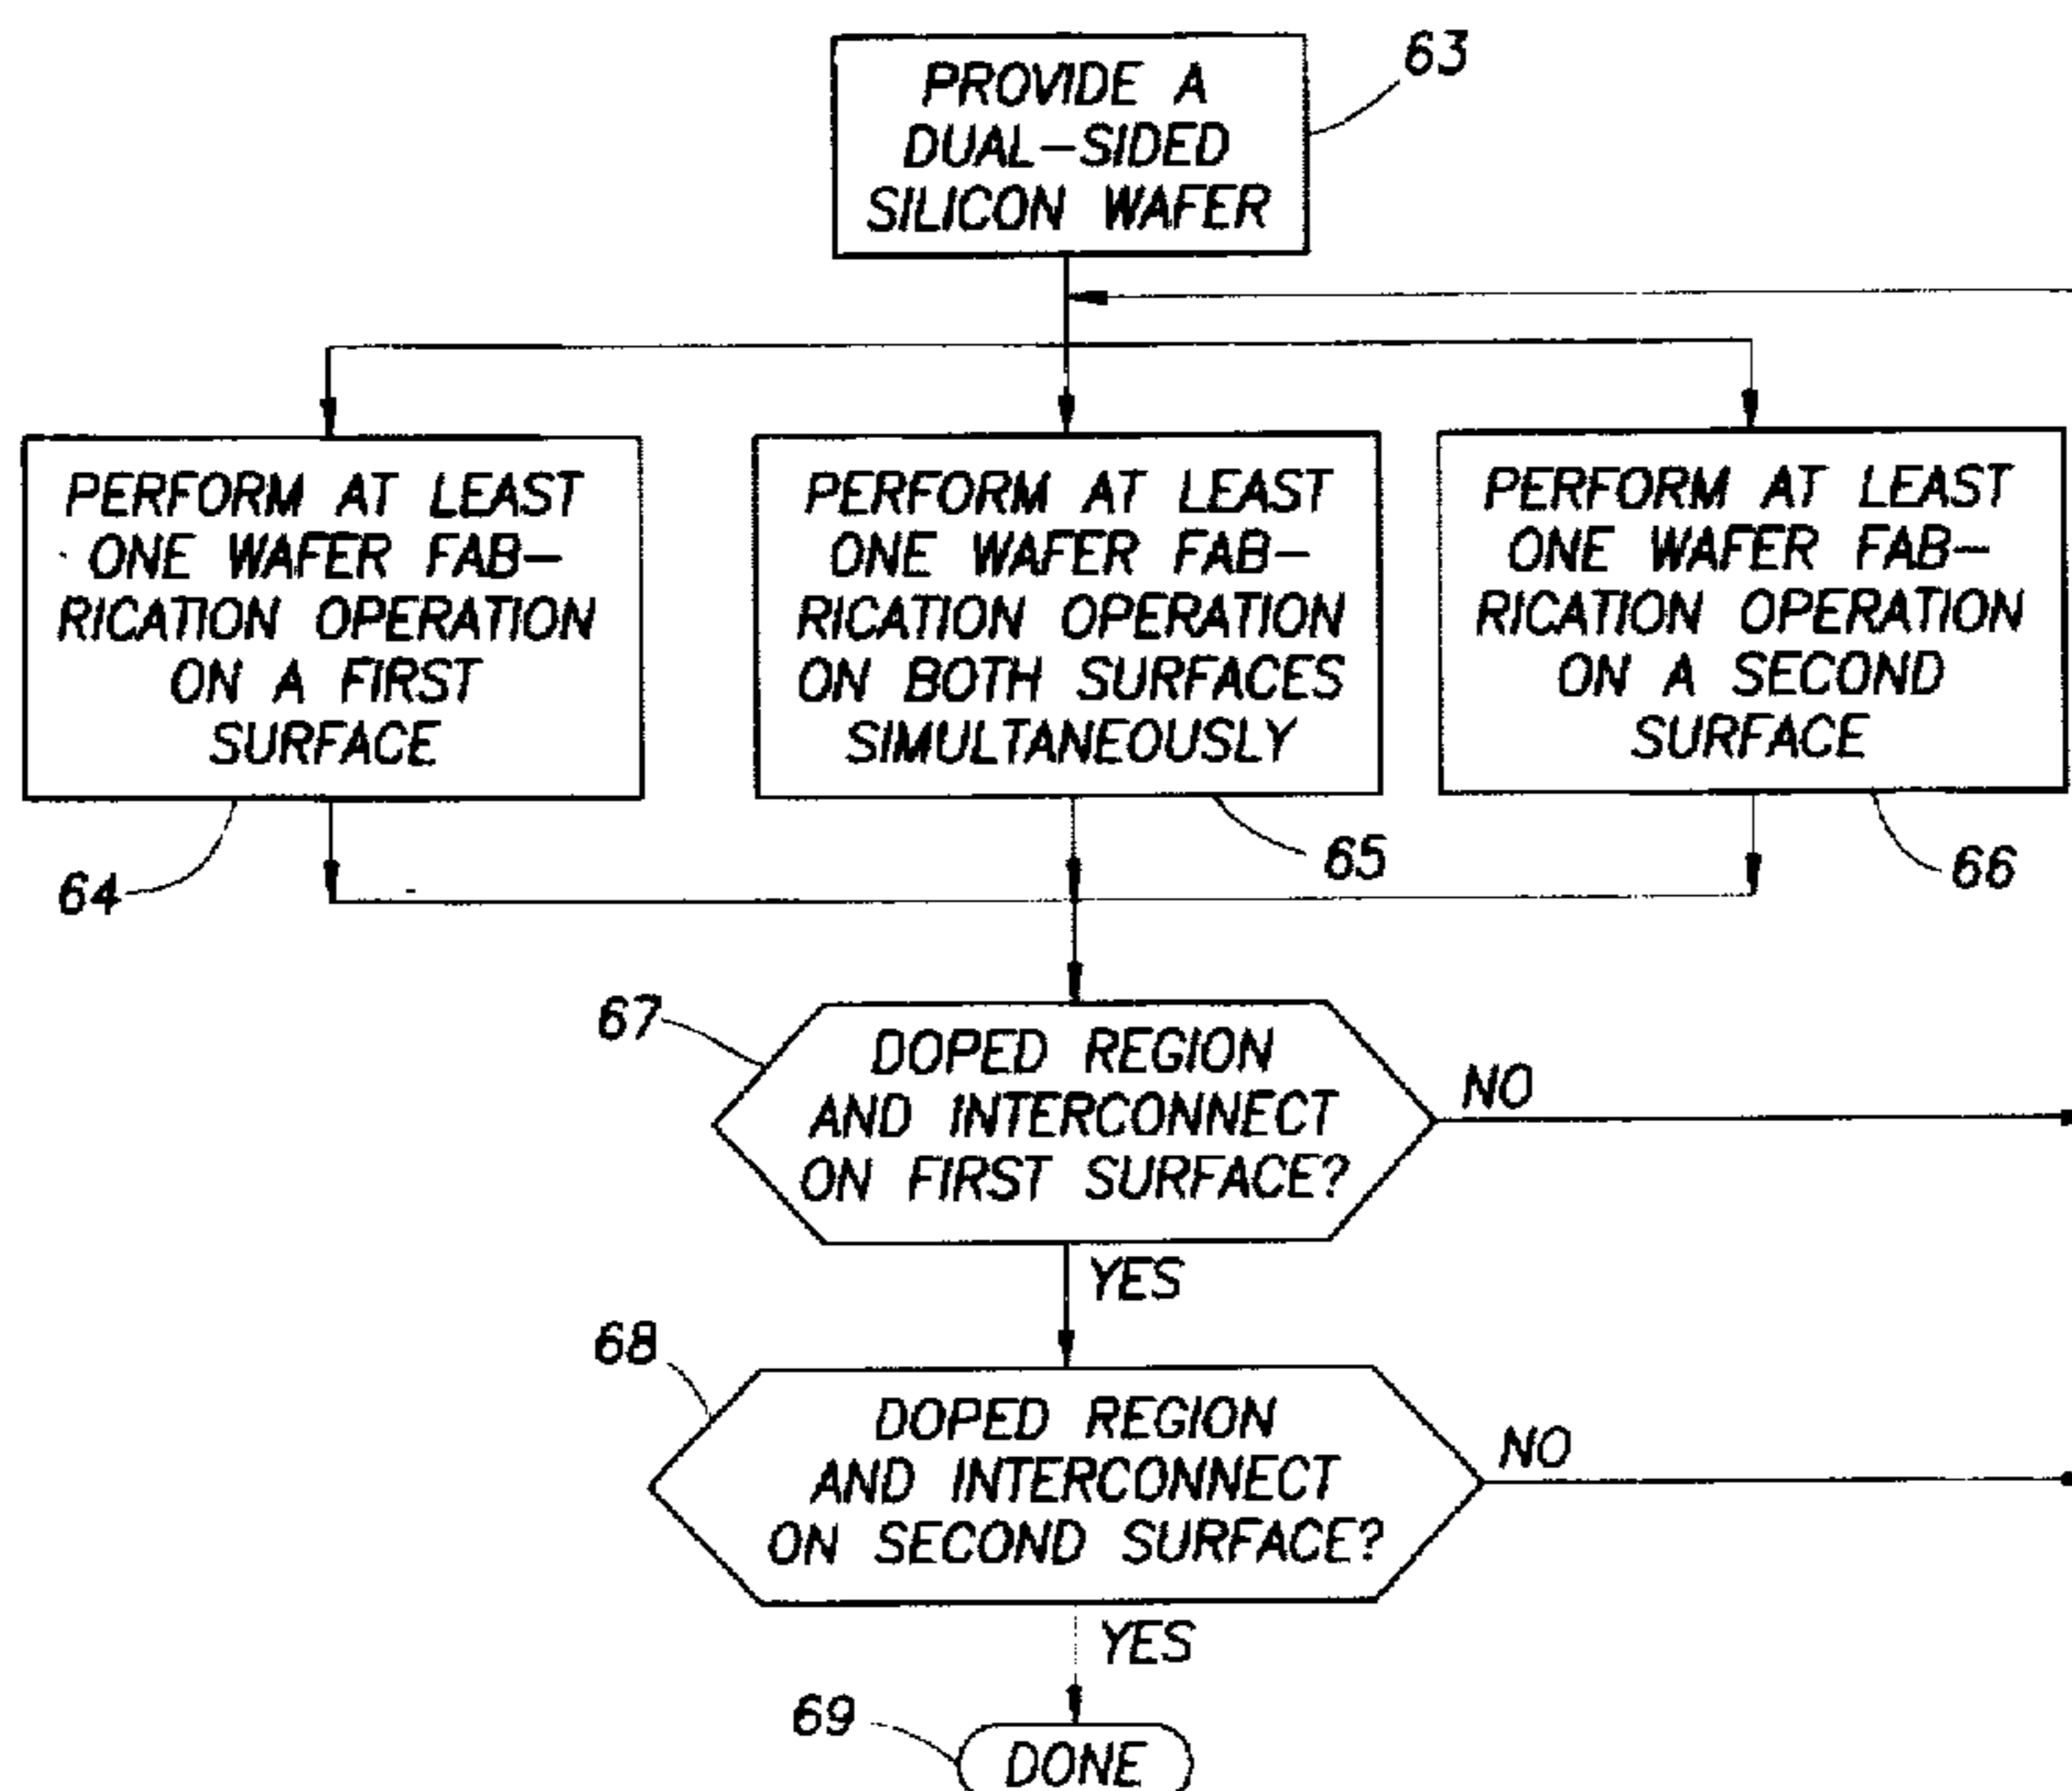 PROVIDE A
DUAL-SIDED
SILICON WAFER
63
PERFORM AT LEAST
ONE WAFER FAB-
RICATION OPERATION
ON A FIRST
SURFACE
64
PERFORM AT LEAST
ONE WAFER FAB-
RICATION OPERATION
ON BOTH SURFACES
SIMULTANEOUSLY
65
PERFORM AT LEAST
ONE WAFER FAB-
RICATION OPERATION
ON A SECOND
SURFACE
66
67
DOPED REGION
AND INTERCONNECT
ON FIRST SURFACE?
NO
YES
68
DOPED REGION
AND INTERCONNECT
ON SECOND SURFACE?
NO
YES
69
DONE